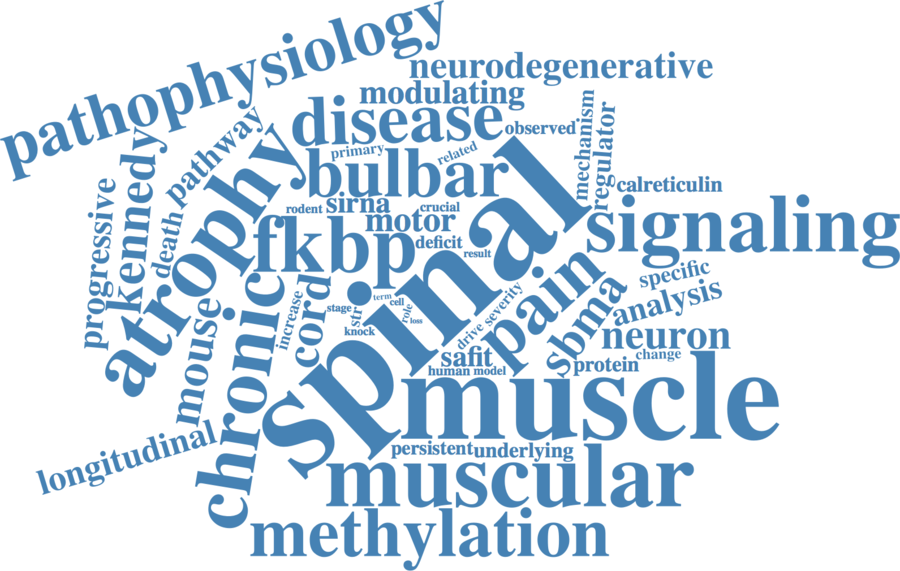 pathophysiology
neurodegenerative
modulating
disease
observed
mechanism
regulator
primary
related
bulbar
calreticulin
pathway
kennedy
progressive
death
atrophy
rodent
sirna
crucial
motor
fkbp
deficit
result
spinal
signaling
specific
analysis
pain
sbma
neuron
change
protein
severity
drive
mouse
chronic
increase
cord
stage
str
term
cell
role
loss
knock
safit
human
model
muscle
longitudinal
persistent
underlying
muscular
methylation